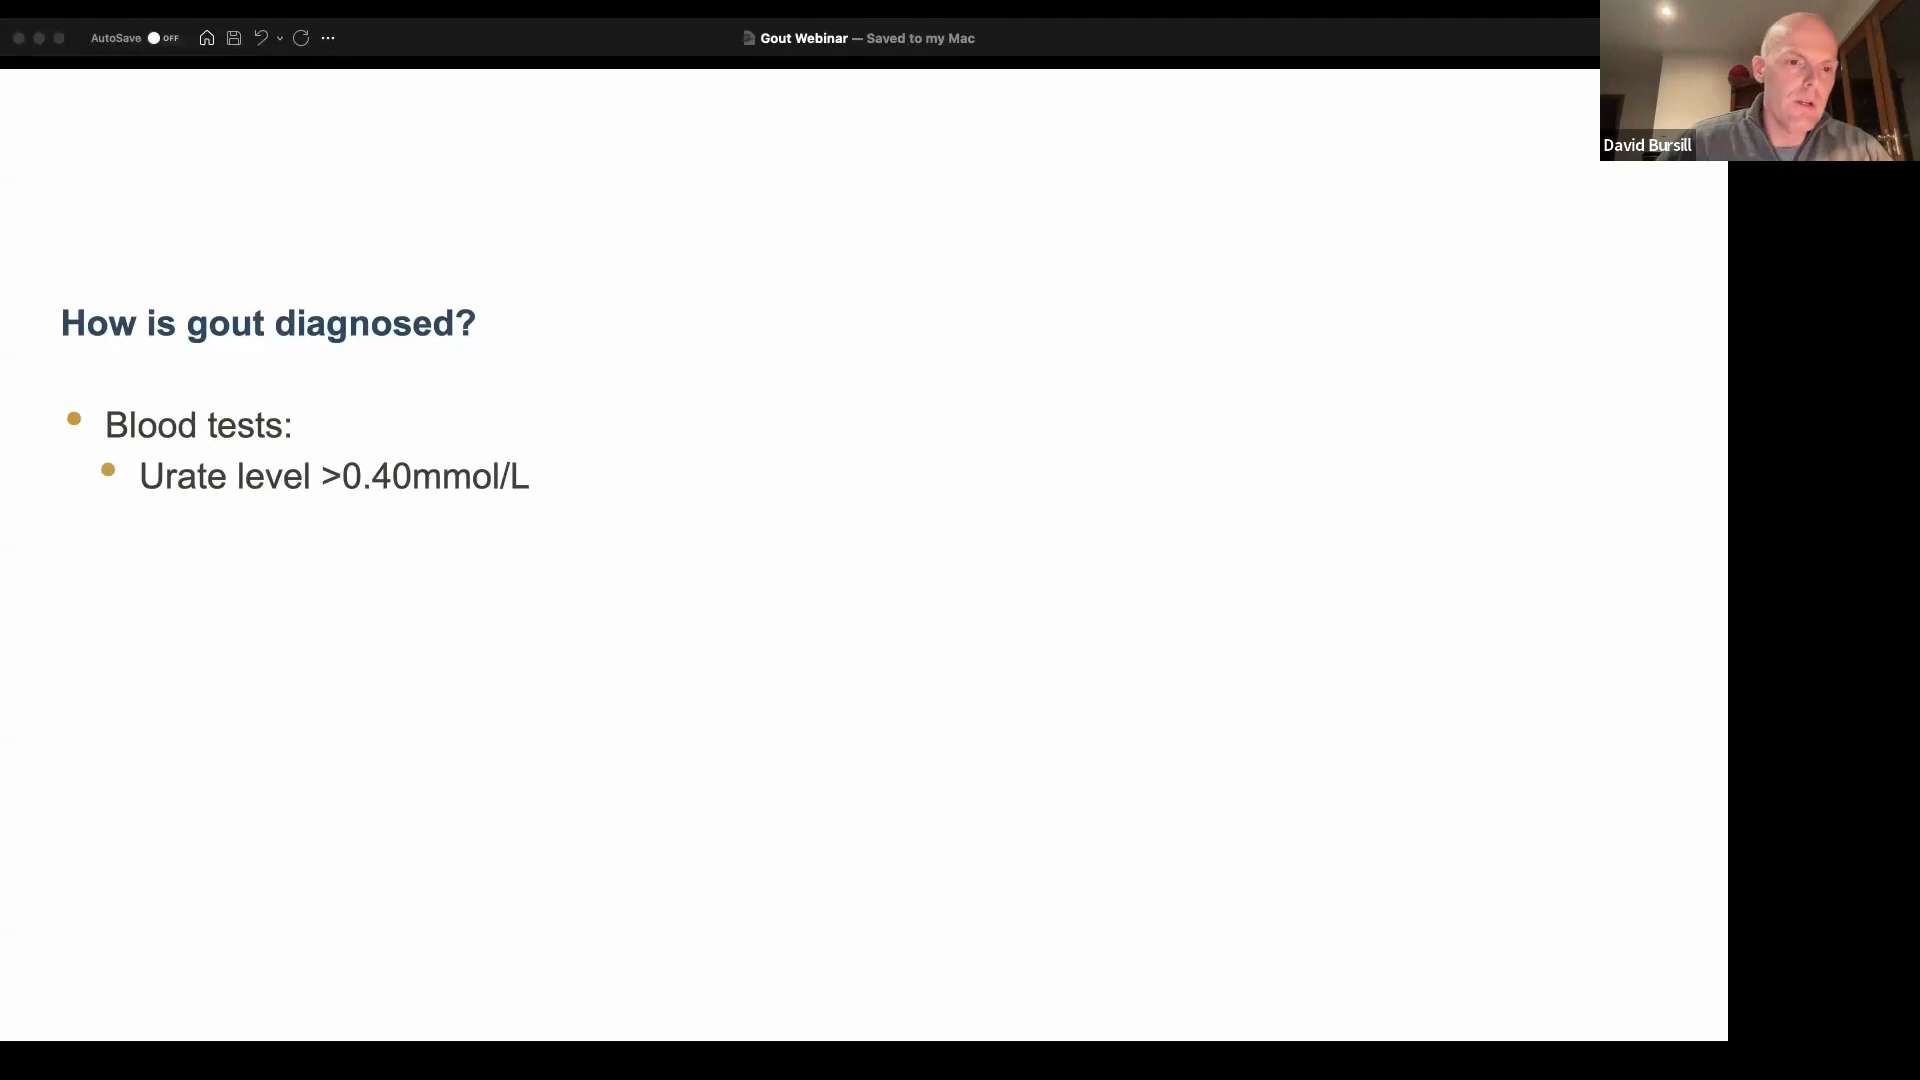 AutoSave OFF
Gout Webinar — Saved to my Mac
David Bursill
How is gout diagnosed?
Blood tests:
Urate level >0.40mmol/L